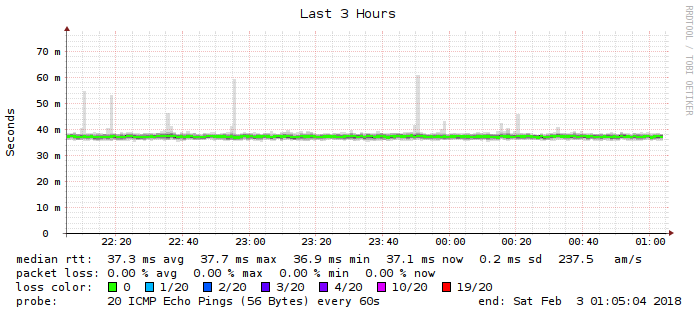 Last 3 Hours
RRDTOOL / TOBI OETIKER
Seconds
70 m
60 m
50 m
40 m
30 m
20 m
10 m
0
22:20 22:40 23:00 23:20 23:40 00:00 00:20 00:40 01:00
median rtt: 37.3 ms avg 37.7 ms max 36.9 ms min 37.1 ms now 0.2 ms sd 237.5 am/s
packet loss: 0.00 % avg 0.00 % max 0.00 % min 0.00 % now
loss color: 0 1/20 2/20 3/20 4/20 10/20 19/20
probe: 20 ICMP Echo Pings (56 Bytes) every 60s end: Sat Feb 3 01:05:04 2018